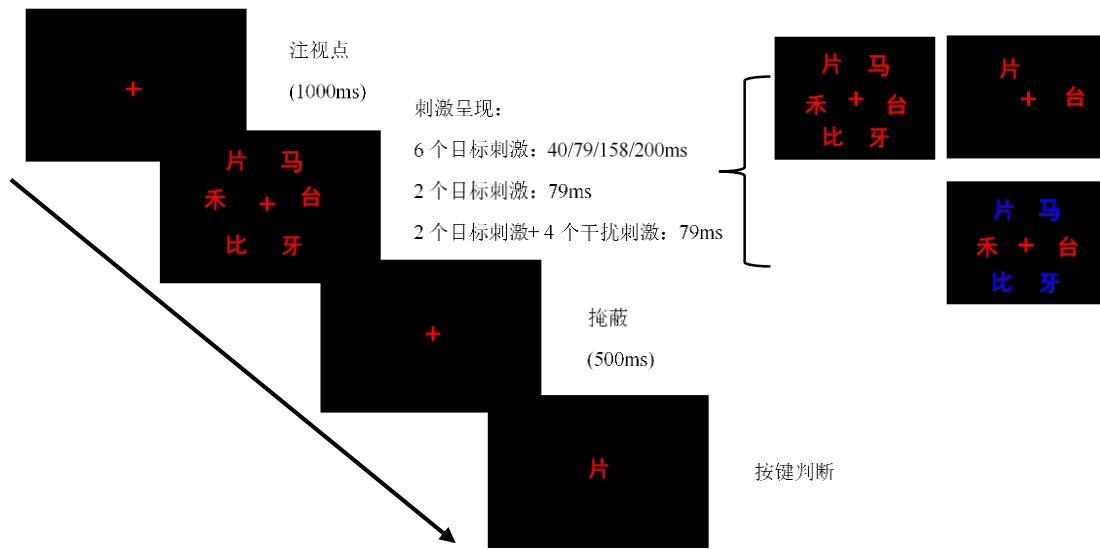 +
注视点
(1000ms)
片 马
禾 + 台
比 牙
刺激呈现：
6 个目标刺激：40/79/158/200ms
2 个目标刺激：79ms
2 个目标刺激+ 4 个干扰刺激：79ms
片 马
禾 + 台
比 牙
片
+ 台
片 马
禾 + 台
比 牙
+
掩蔽
(500ms)
片
按键判断